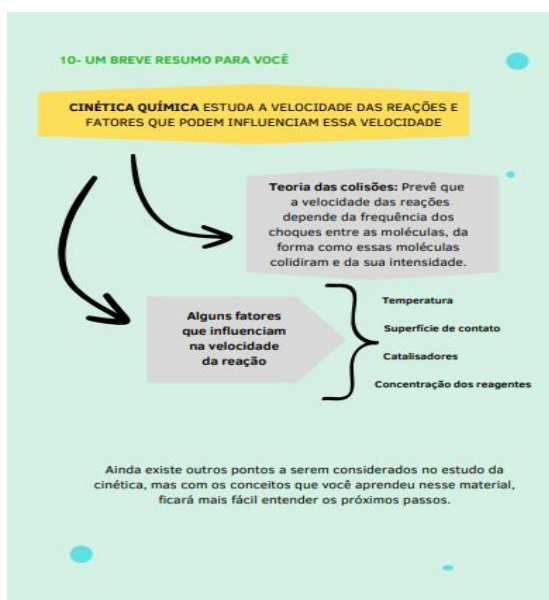 10- UM BREVE RESUMO PARA VOCÊ
CINÉTICA QUÍMICA ESTUDA A VELOCIDADE DAS REAÇÕES E
FATORES QUE PODEM INFLUENCIAM ESSA VELOCIDADE
Teoria das colisões: Prevê que
a velocidade das reações
depende da frequência dos
choques entre as moléculas, da
forma como essas moléculas
colidiram e da sua intensidade.
Alguns fatores
que influenciam
na velocidade
da reação
Temperatura
Superfície de contato
Catalisadores
Concentração dos reagentes
Ainda existe outros pontos a serem considerados no estudo da
cinética, mas com os conceitos que você aprendeu nesse material,
ficará mais fácil entender os próximos passos.